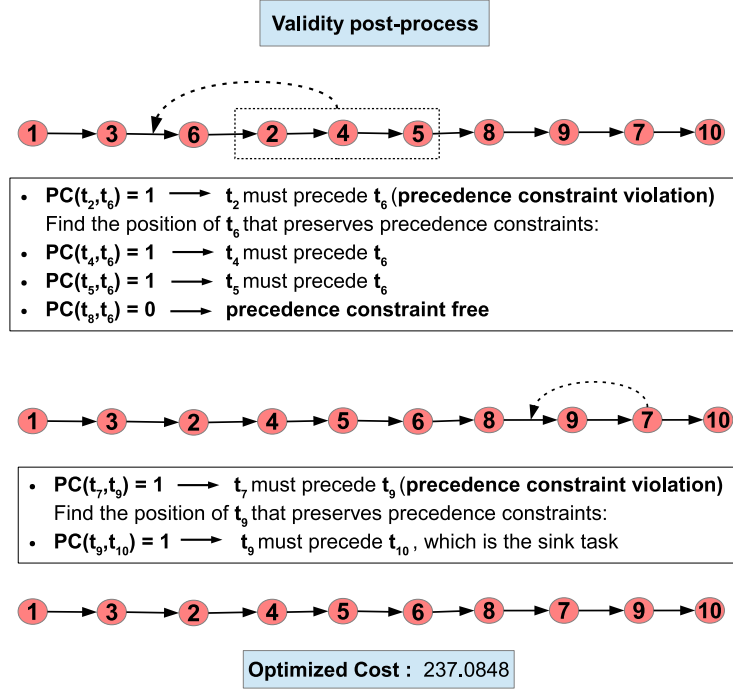 Validity post-process
1 3 6 2 4 5 8 9 7 10
• PC(t2,t6) = 1 → t2 must precede t6 (precedence constraint violation)
Find the position of t6 that preserves precedence constraints:
• PC(t4,t6) = 1 → t4 must precede t6
• PC(t5,t6) = 1 → t5 must precede t6
• PC(t8,t6) = 0 → precedence constraint free
1 3 2 4 5 6 8 9 7 10
• PC(t7,t9) = 1 → t7 must precede t9 (precedence constraint violation)
Find the position of t9 that preserves precedence constraints:
• PC(t9,t10) = 1 → t9 must precede t10 , which is the sink task
1 3 2 4 5 6 8 7 9 10
Optimized Cost : 237.0848